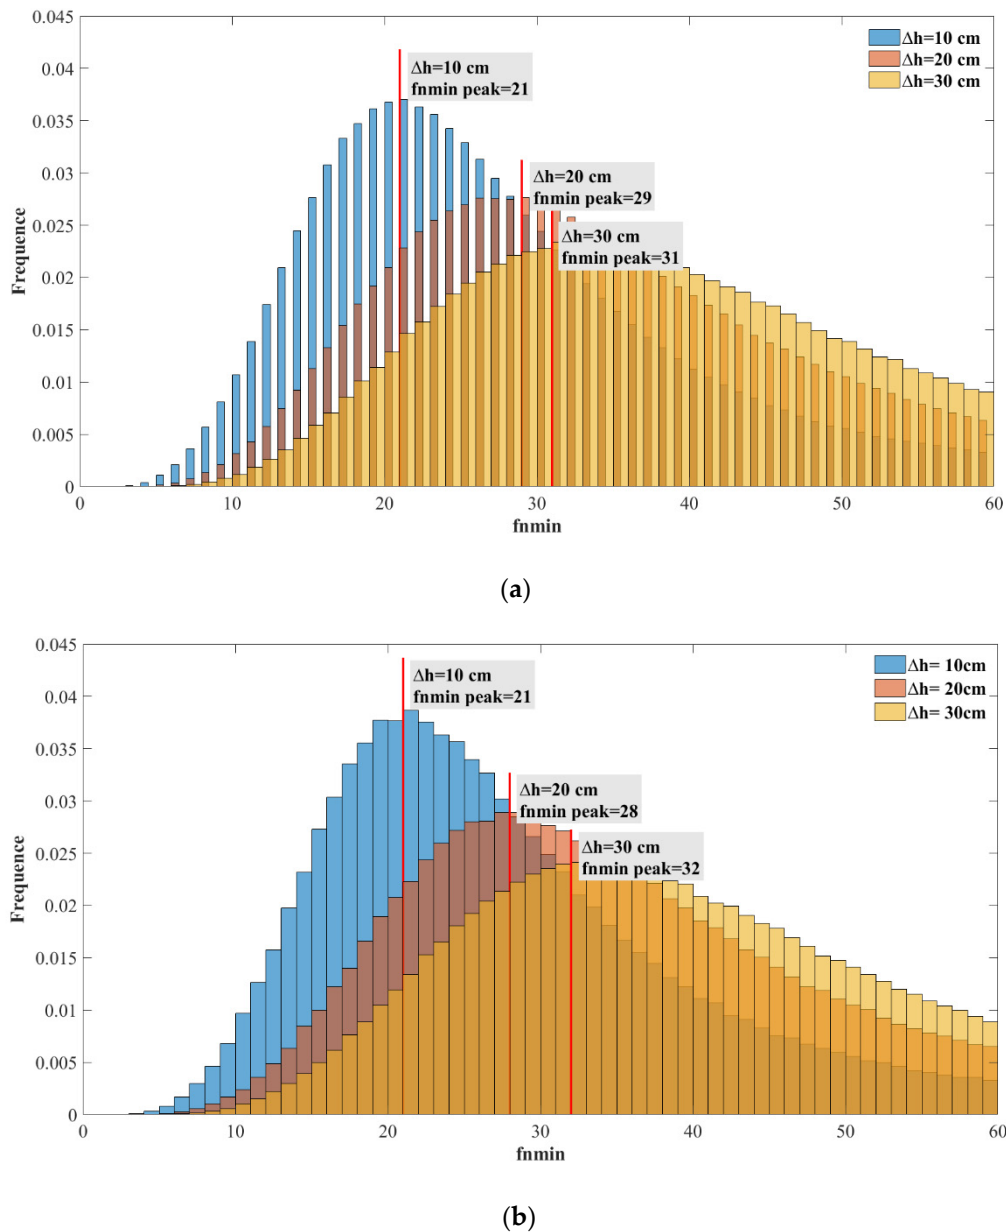 0.045
0.04
0.035
0.03
0.025
0.02
0.015
0.01
0.005
0
Frequence
Δh=10 cm
Δh=20 cm
Δh=30 cm
Δh=10 cm
fnmin peak=21
Δh=20 cm
fnmin peak=29
Δh=30 cm
fnmin peak=31
0 10 20 30 40 50 60
fnmin
(a)
0.045
0.04
0.035
0.03
0.025
0.02
0.015
0.01
0.005
0
Frequence
Δh= 10cm
Δh= 20cm
Δh= 30cm
Δh=10 cm
fnmin peak=21
Δh=20 cm
fnmin peak=28
Δh=30 cm
fnmin peak=32
0 10 20 30 40 50 60
fnmin
(b)